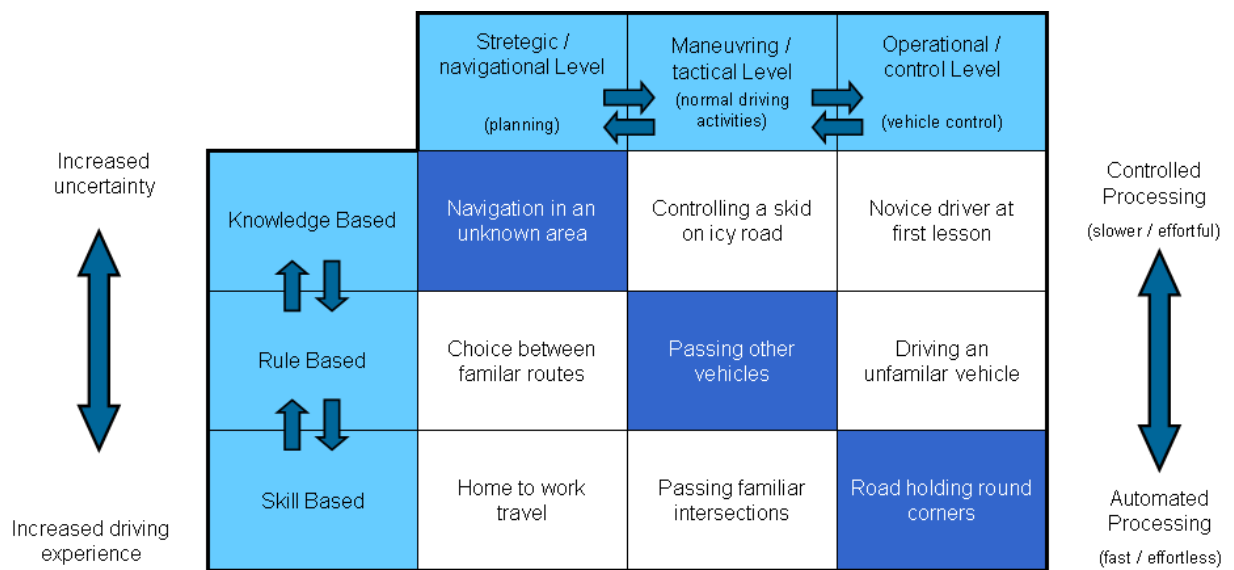 Stretegic /
navigational Level
(planning)
Maneuvring /
tactical Level
(normal driving
activities)
Operational /
control Level
(vehicle control)
Increased
uncertainty
Increased driving
experience
Knowledge Based
Navigation in an
unknown area
Controlling a skid
on icy road
Novice driver at
first lesson
Rule Based
Choice between
familar routes
Passing other
vehicles
Driving an
unfamilar vehicle
Skill Based
Home to work
travel
Passing familiar
intersections
Road holding round
corners
Controlled
Processing
(slower / effortful)
Automated
Processing
(fast / effortless)